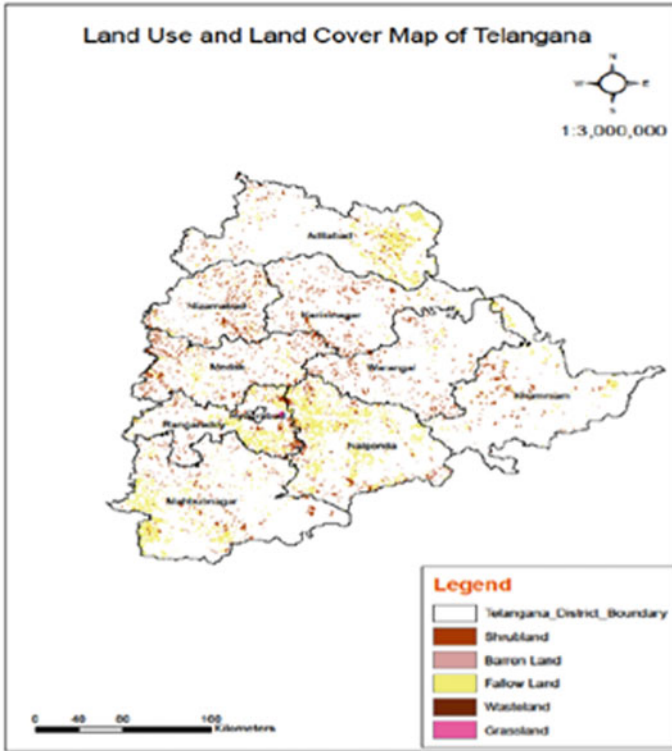 Land Use and Land Cover Map of Telangana
N
W E
S
1:3,000,000
Adilabad
Nizamabad
Karimnagar
Medak
Warangal
Khammam
Rangareddy
Nalgonda
Mahbubnagar
Legend
Telangana_District_Boundary
Shrubland
Barren Land
Fallow Land
Wasteland
Grassland
0 40 80 160
Kilometers